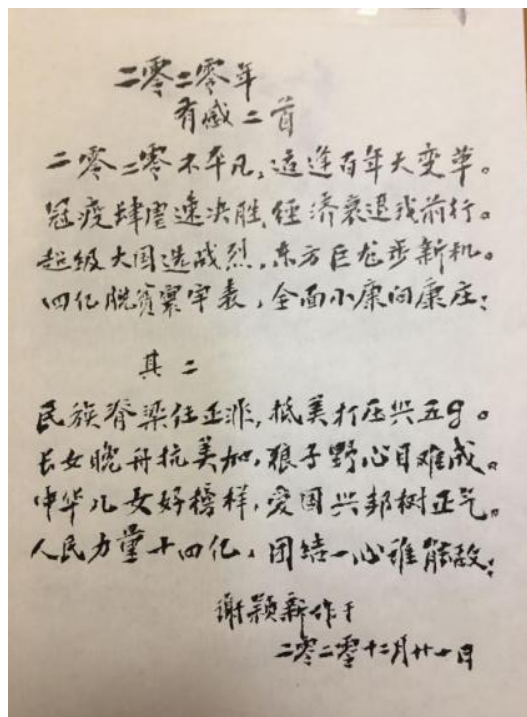 二零二零年
有感二首
二零二零不平凡,适逢百年大变革。
冠疫肆虐速决胜,经济衰退我前行。
超级大国选战烈,东方巨龙步新机。
四亿脱贫寰宇表,全面小康向康庄;
其二
民族脊梁任正非,抵美打压兴五g。
长女晚舟抗美加,狼子野心目难成。
中华儿女好榜样,爱国兴邦树正气。
人民力量十四亿,团结一心谁能敌;
谢颖新作于
二零二零十二月廿日